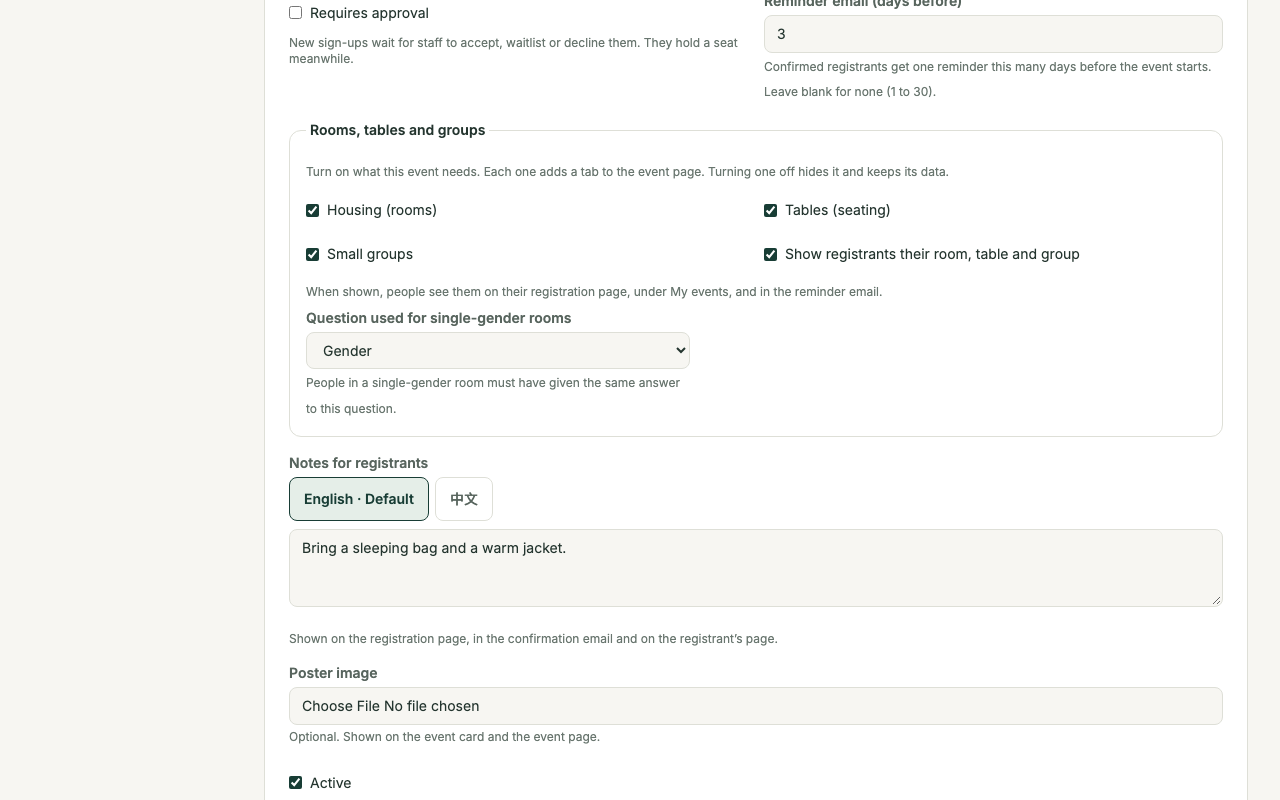 Requires approval
New sign-ups wait for staff to accept, waitlist or decline them. They hold a seat
meanwhile.
Reminder email (days before)
3
Confirmed registrants get one reminder this many days before the event starts.
Leave blank for none (1 to 30).
Rooms, tables and groups
Turn on what this event needs. Each one adds a tab to the event page. Turning one off hides it and keeps its data.
Housing (rooms)
Tables (seating)
Small groups
Show registrants their room, table and group
When shown, people see them on their registration page, under My events, and in the reminder email.
Question used for single-gender rooms
Gender
People in a single-gender room must have given the same answer
to this question.
Notes for registrants
English · Default
中文
Bring a sleeping bag and a warm jacket.
Shown on the registration page, in the confirmation email and on the registrant’s page.
Poster image
Choose File No file chosen
Optional. Shown on the event card and the event page.
Active